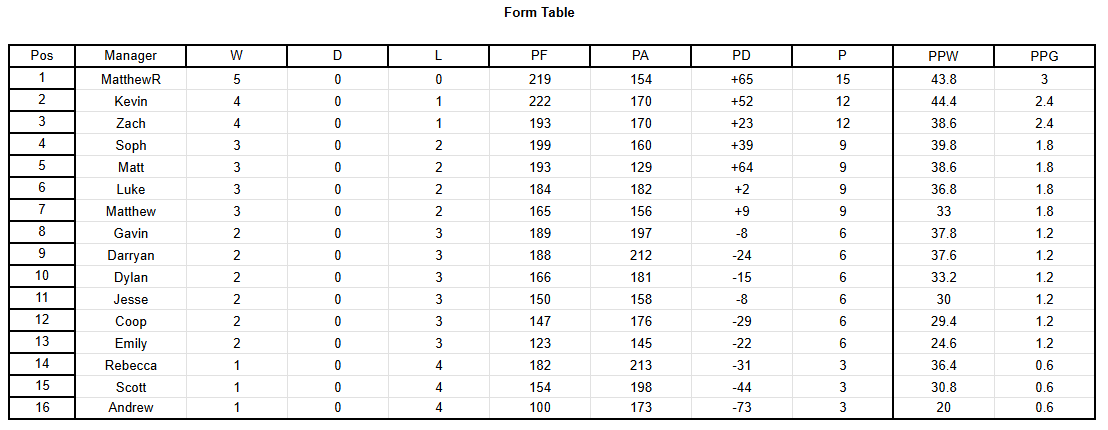 Form Table
Pos Manager W D L PF PA PD P PPW PPG
1 MatthewR 5 0 0 219 154 +65 15 43.8 3
2 Kevin 4 0 1 222 170 +52 12 44.4 2.4
3 Zach 4 0 1 193 170 +23 12 38.6 2.4
4 Soph 3 0 2 199 160 +39 9 39.8 1.8
5 Matt 3 0 2 193 129 +64 9 38.6 1.8
6 Luke 3 0 2 184 182 +2 9 36.8 1.8
7 Matthew 3 0 2 165 156 +9 9 33 1.8
8 Gavin 2 0 3 189 197 -8 6 37.8 1.2
9 Darryan 2 0 3 188 212 -24 6 37.6 1.2
10 Dylan 2 0 3 166 181 -15 6 33.2 1.2
11 Jesse 2 0 3 150 158 -8 6 30 1.2
12 Coop 2 0 3 147 176 -29 6 29.4 1.2
13 Emily 2 0 3 123 145 -22 6 24.6 1.2
14 Rebecca 1 0 4 182 213 -31 3 36.4 0.6
15 Scott 1 0 4 154 198 -44 3 30.8 0.6
16 Andrew 1 0 4 100 173 -73 3 20 0.6